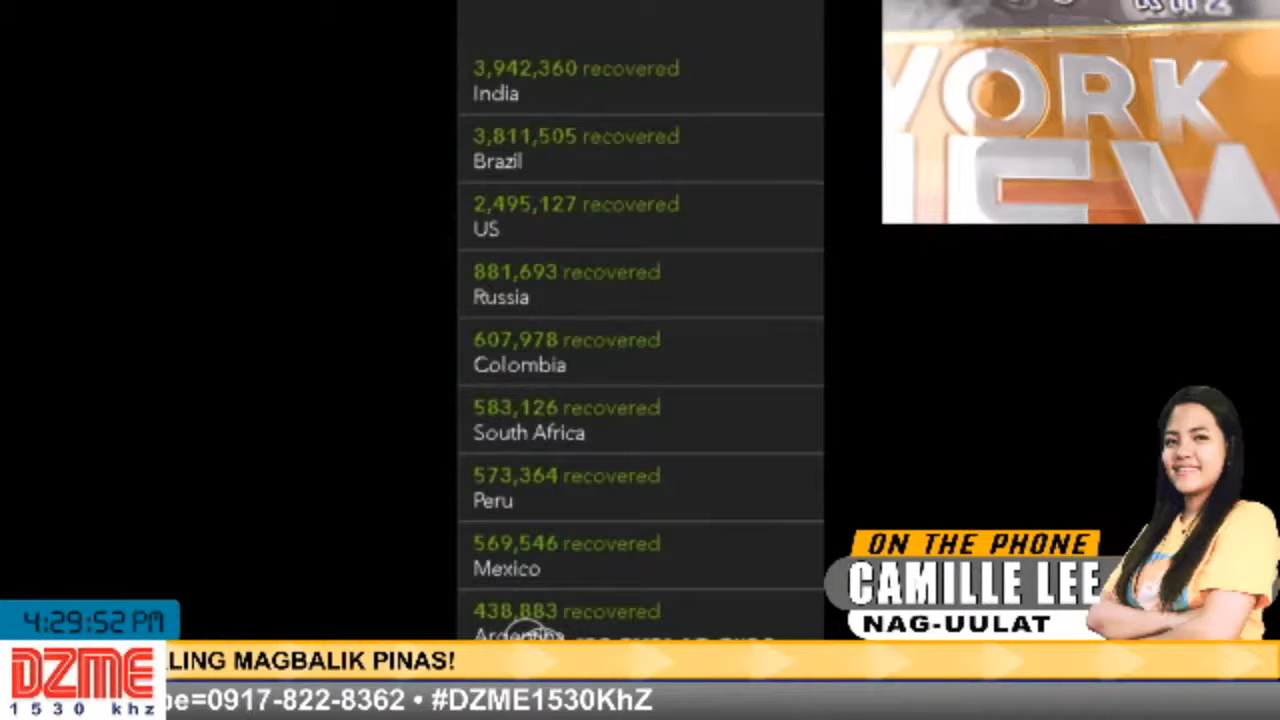 3,942,360 recovered
India
3,811,505 recovered
Brazil
2,495,127 recovered
US
881,693 recovered
Russia
607,978 recovered
Colombia
583,126 recovered
South Africa
573,364 recovered
Peru
569,546 recovered
Mexico
438,883 recovered
Argentina
YORK
ON THE PHONE
CAMILLE LEE
NAG-UULAT
4:29:52 PM
DZME
1530 khz
LING MAGBALIK PINAS!
be=0917-822-8362 • #DZME1530KhZ